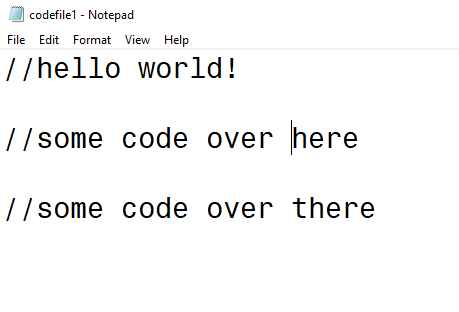 codefile1 - Notepad
File Edit Format View Help
//hello world!
//some code over here
//some code over there